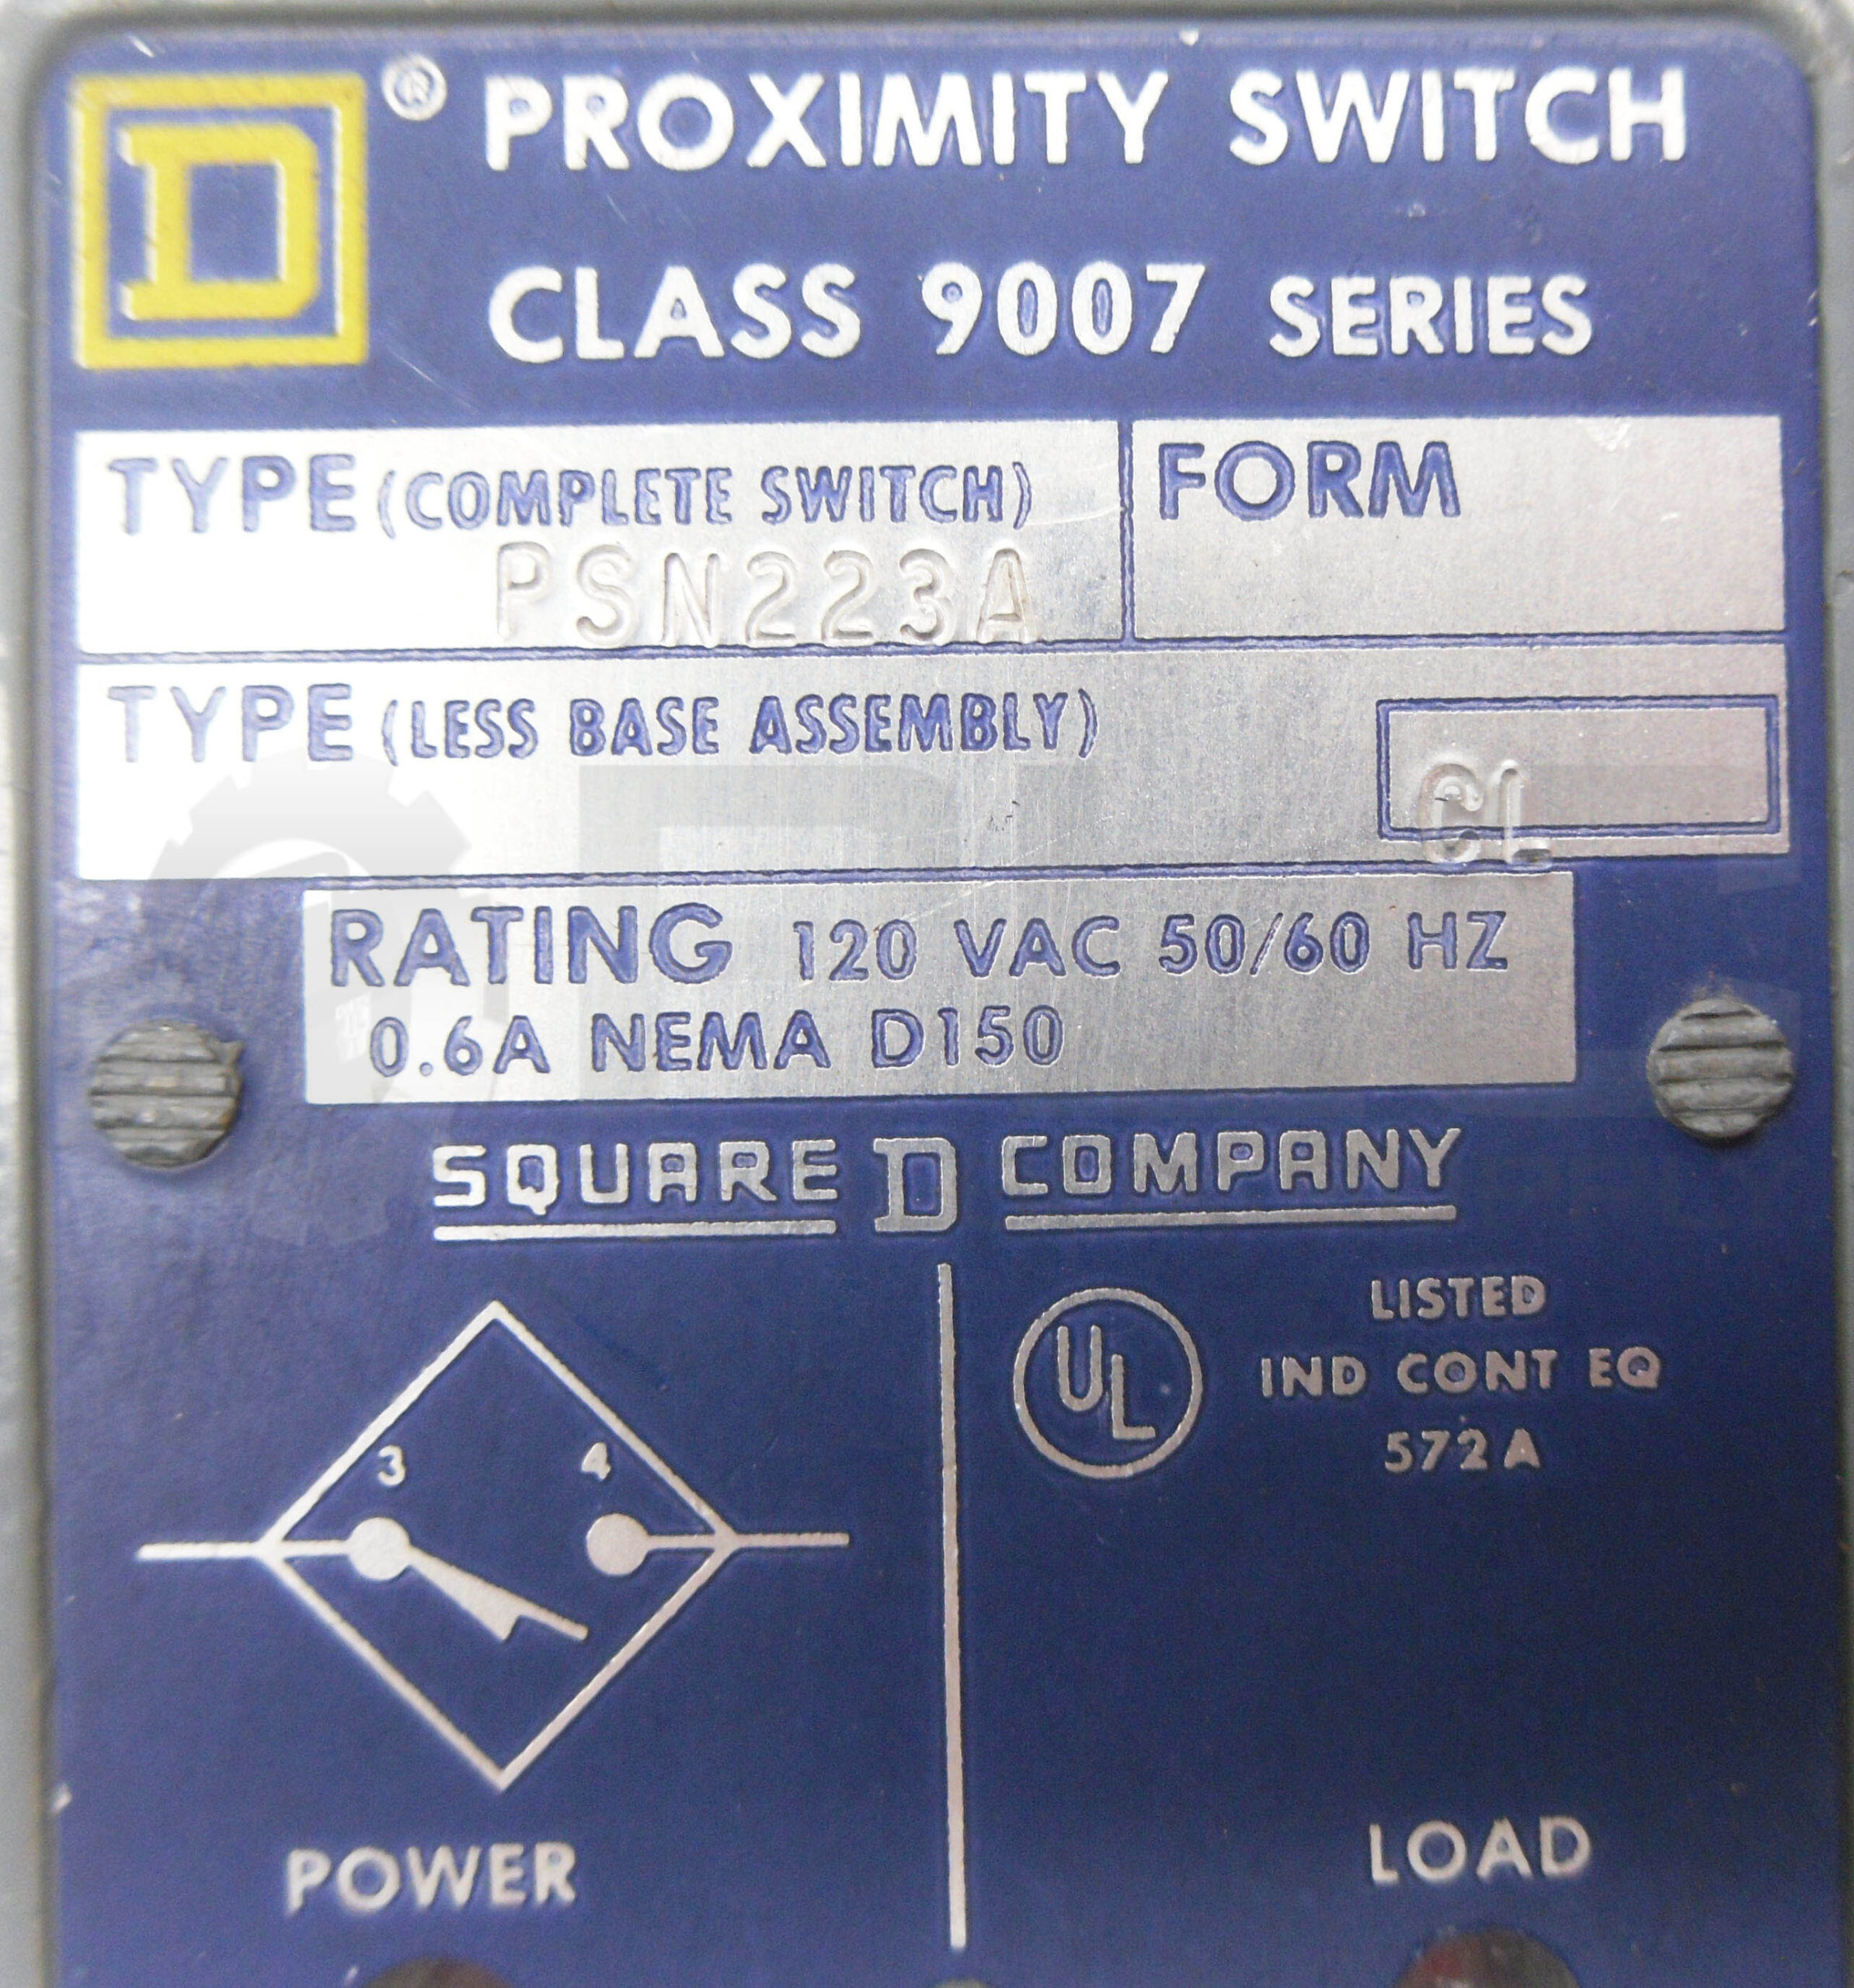 D ® PROXIMITY SWITCH
CLASS 9007 SERIES
TYPE (COMPLETE SWITCH) FORM
PSN223A
TYPE (LESS BASE ASSEMBLY)
CL
RATING 120 VAC 50/60 HZ
0.6A NEMA D150
SQUARE D COMPANY
UL LISTED
IND CONT EQ
572A
3 4
POWER LOAD